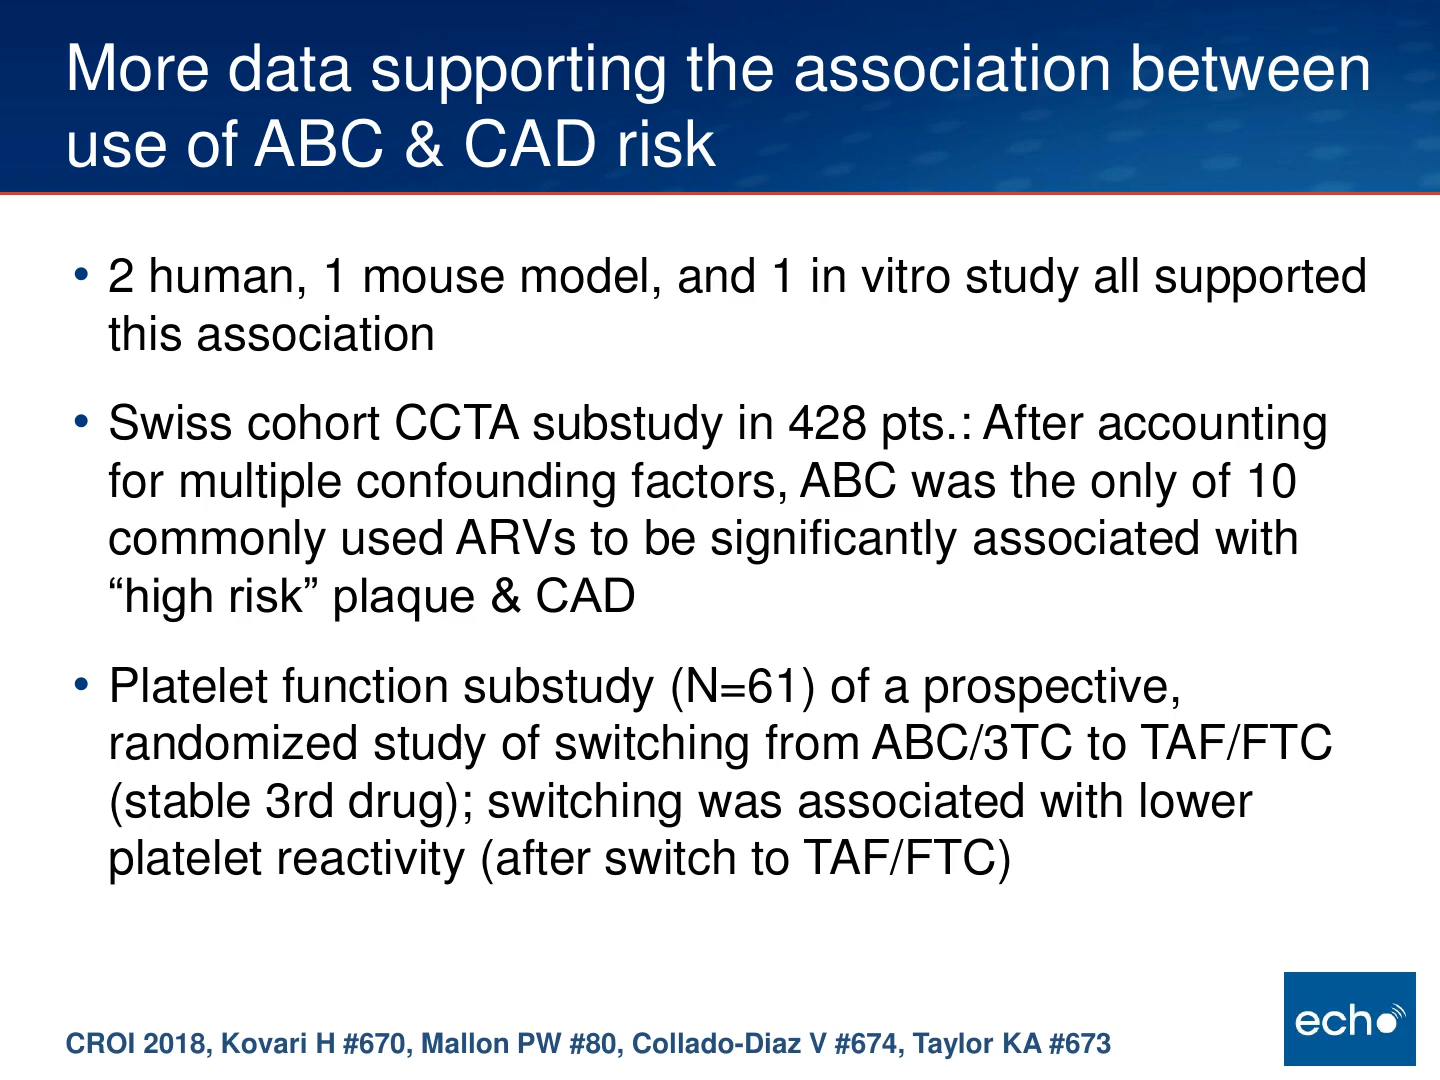 More data supporting the association between
use of ABC & CAD risk
• 2 human, 1 mouse model, and 1 in vitro study all supported
this association
• Swiss cohort CCTA substudy in 428 pts.: After accounting
for multiple confounding factors, ABC was the only of 10
commonly used ARVs to be significantly associated with
“high risk” plaque & CAD
• Platelet function substudy (N=61) of a prospective,
randomized study of switching from ABC/3TC to TAF/FTC
(stable 3rd drug); switching was associated with lower
platelet reactivity (after switch to TAF/FTC)
echo
CROI 2018, Kovari H #670, Mallon PW #80, Collado-Diaz V #674, Taylor KA #673